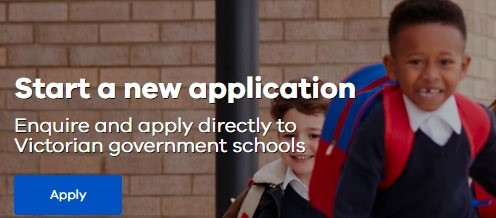 Start a new application
Enquire and apply directly to
Victorian government schools
Apply